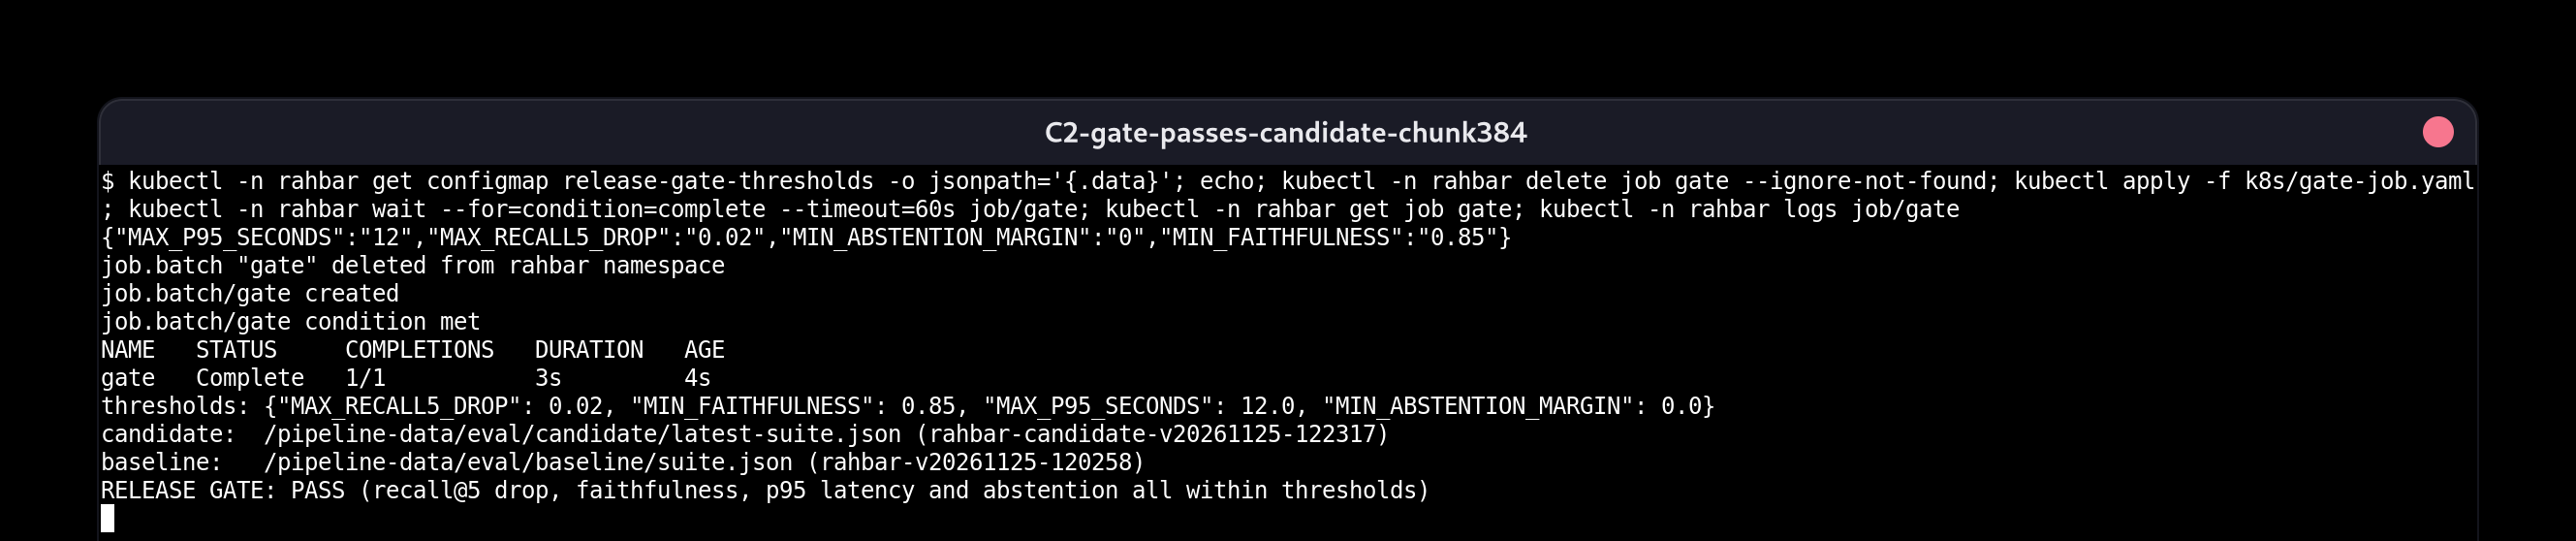 C2-gate-passes-candidate-chunk384
$ kubectl -n rahbar get configmap release-gate-thresholds -o jsonpath='{.data}'; echo; kubectl -n rahbar delete job gate --ignore-not-found; kubectl apply -f k8s/gate-job.yaml
; kubectl -n rahbar wait --for=condition=complete --timeout=60s job/gate; kubectl -n rahbar get job gate; kubectl -n rahbar logs job/gate
{"MAX_P95_SECONDS":"12","MAX_RECALL5_DROP":"0.02","MIN_ABSTENTION_MARGIN":"0","MIN_FAITHFULNESS":"0.85"}
job.batch "gate" deleted from rahbar namespace
job.batch/gate created
job.batch/gate condition met
NAME   STATUS     COMPLETIONS   DURATION   AGE
gate   Complete   1/1           3s         4s
thresholds: {"MAX_RECALL5_DROP": 0.02, "MIN_FAITHFULNESS": 0.85, "MAX_P95_SECONDS": 12.0, "MIN_ABSTENTION_MARGIN": 0.0}
candidate:  /pipeline-data/eval/candidate/latest-suite.json (rahbar-candidate-v20261125-122317)
baseline:   /pipeline-data/eval/baseline/suite.json (rahbar-v20261125-120258)
RELEASE GATE: PASS (recall@5 drop, faithfulness, p95 latency and abstention all within thresholds)